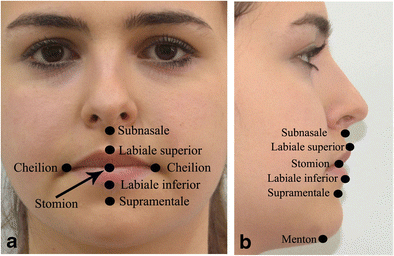 Subnasale
Labiale superior
Cheilion
Cheilion
Stomion
Labiale inferior
Supramentale
a
Subnasale
Labiale superior
Stomion
Labiale inferior
Supramentale
Menton
b